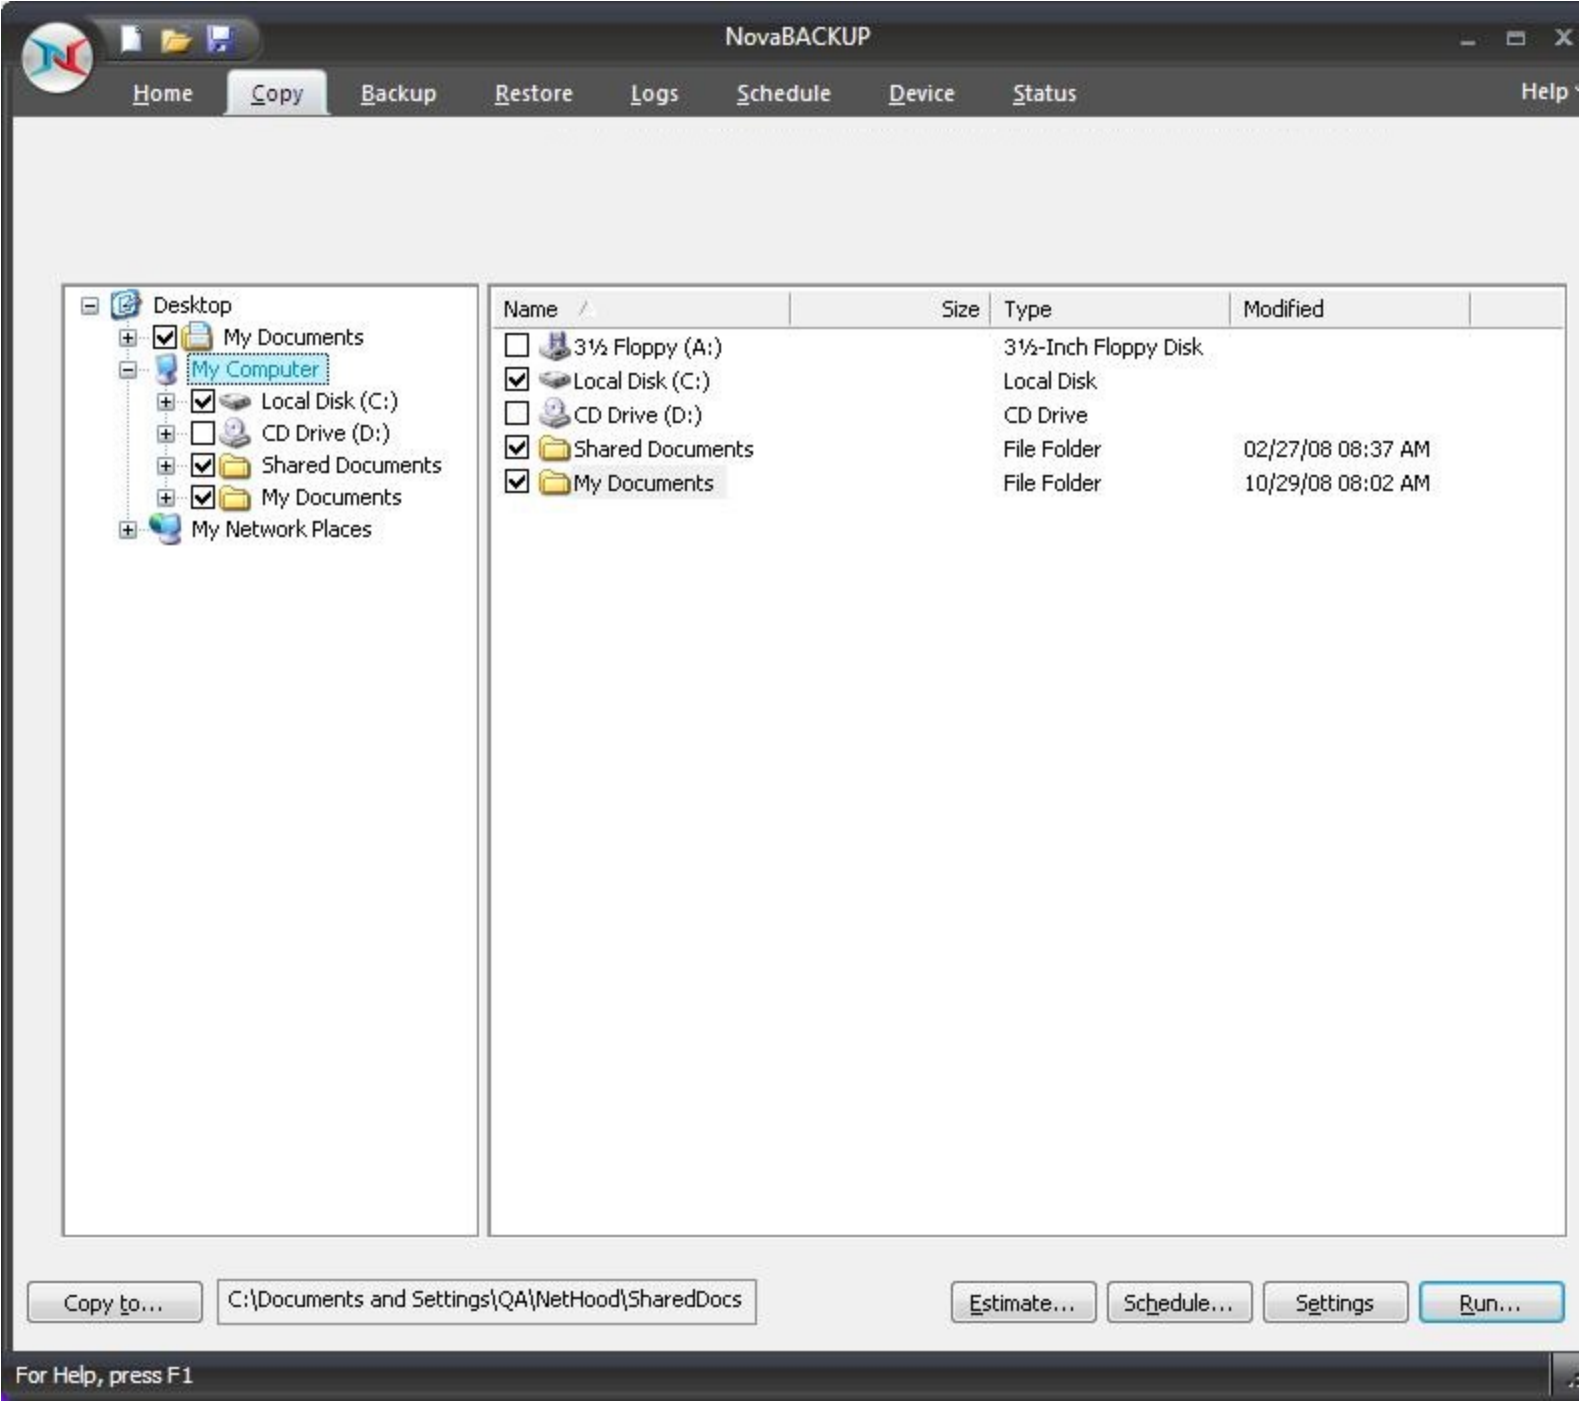 NovaBACKUP
Home Copy Backup Restore Logs Schedule Device Status Help
Desktop
My Documents
My Computer
Local Disk (C:)
CD Drive (D:)
Shared Documents
My Documents
My Network Places
Name Size Type Modified
3½ Floppy (A:) 3½-Inch Floppy Disk
Local Disk (C:) Local Disk
CD Drive (D:) CD Drive
Shared Documents File Folder 02/27/08 08:37 AM
My Documents File Folder 10/29/08 08:02 AM
Copy to... C:\Documents and Settings\QA\NetHood\SharedDocs Estimate... Schedule... Settings Run...
For Help, press F1